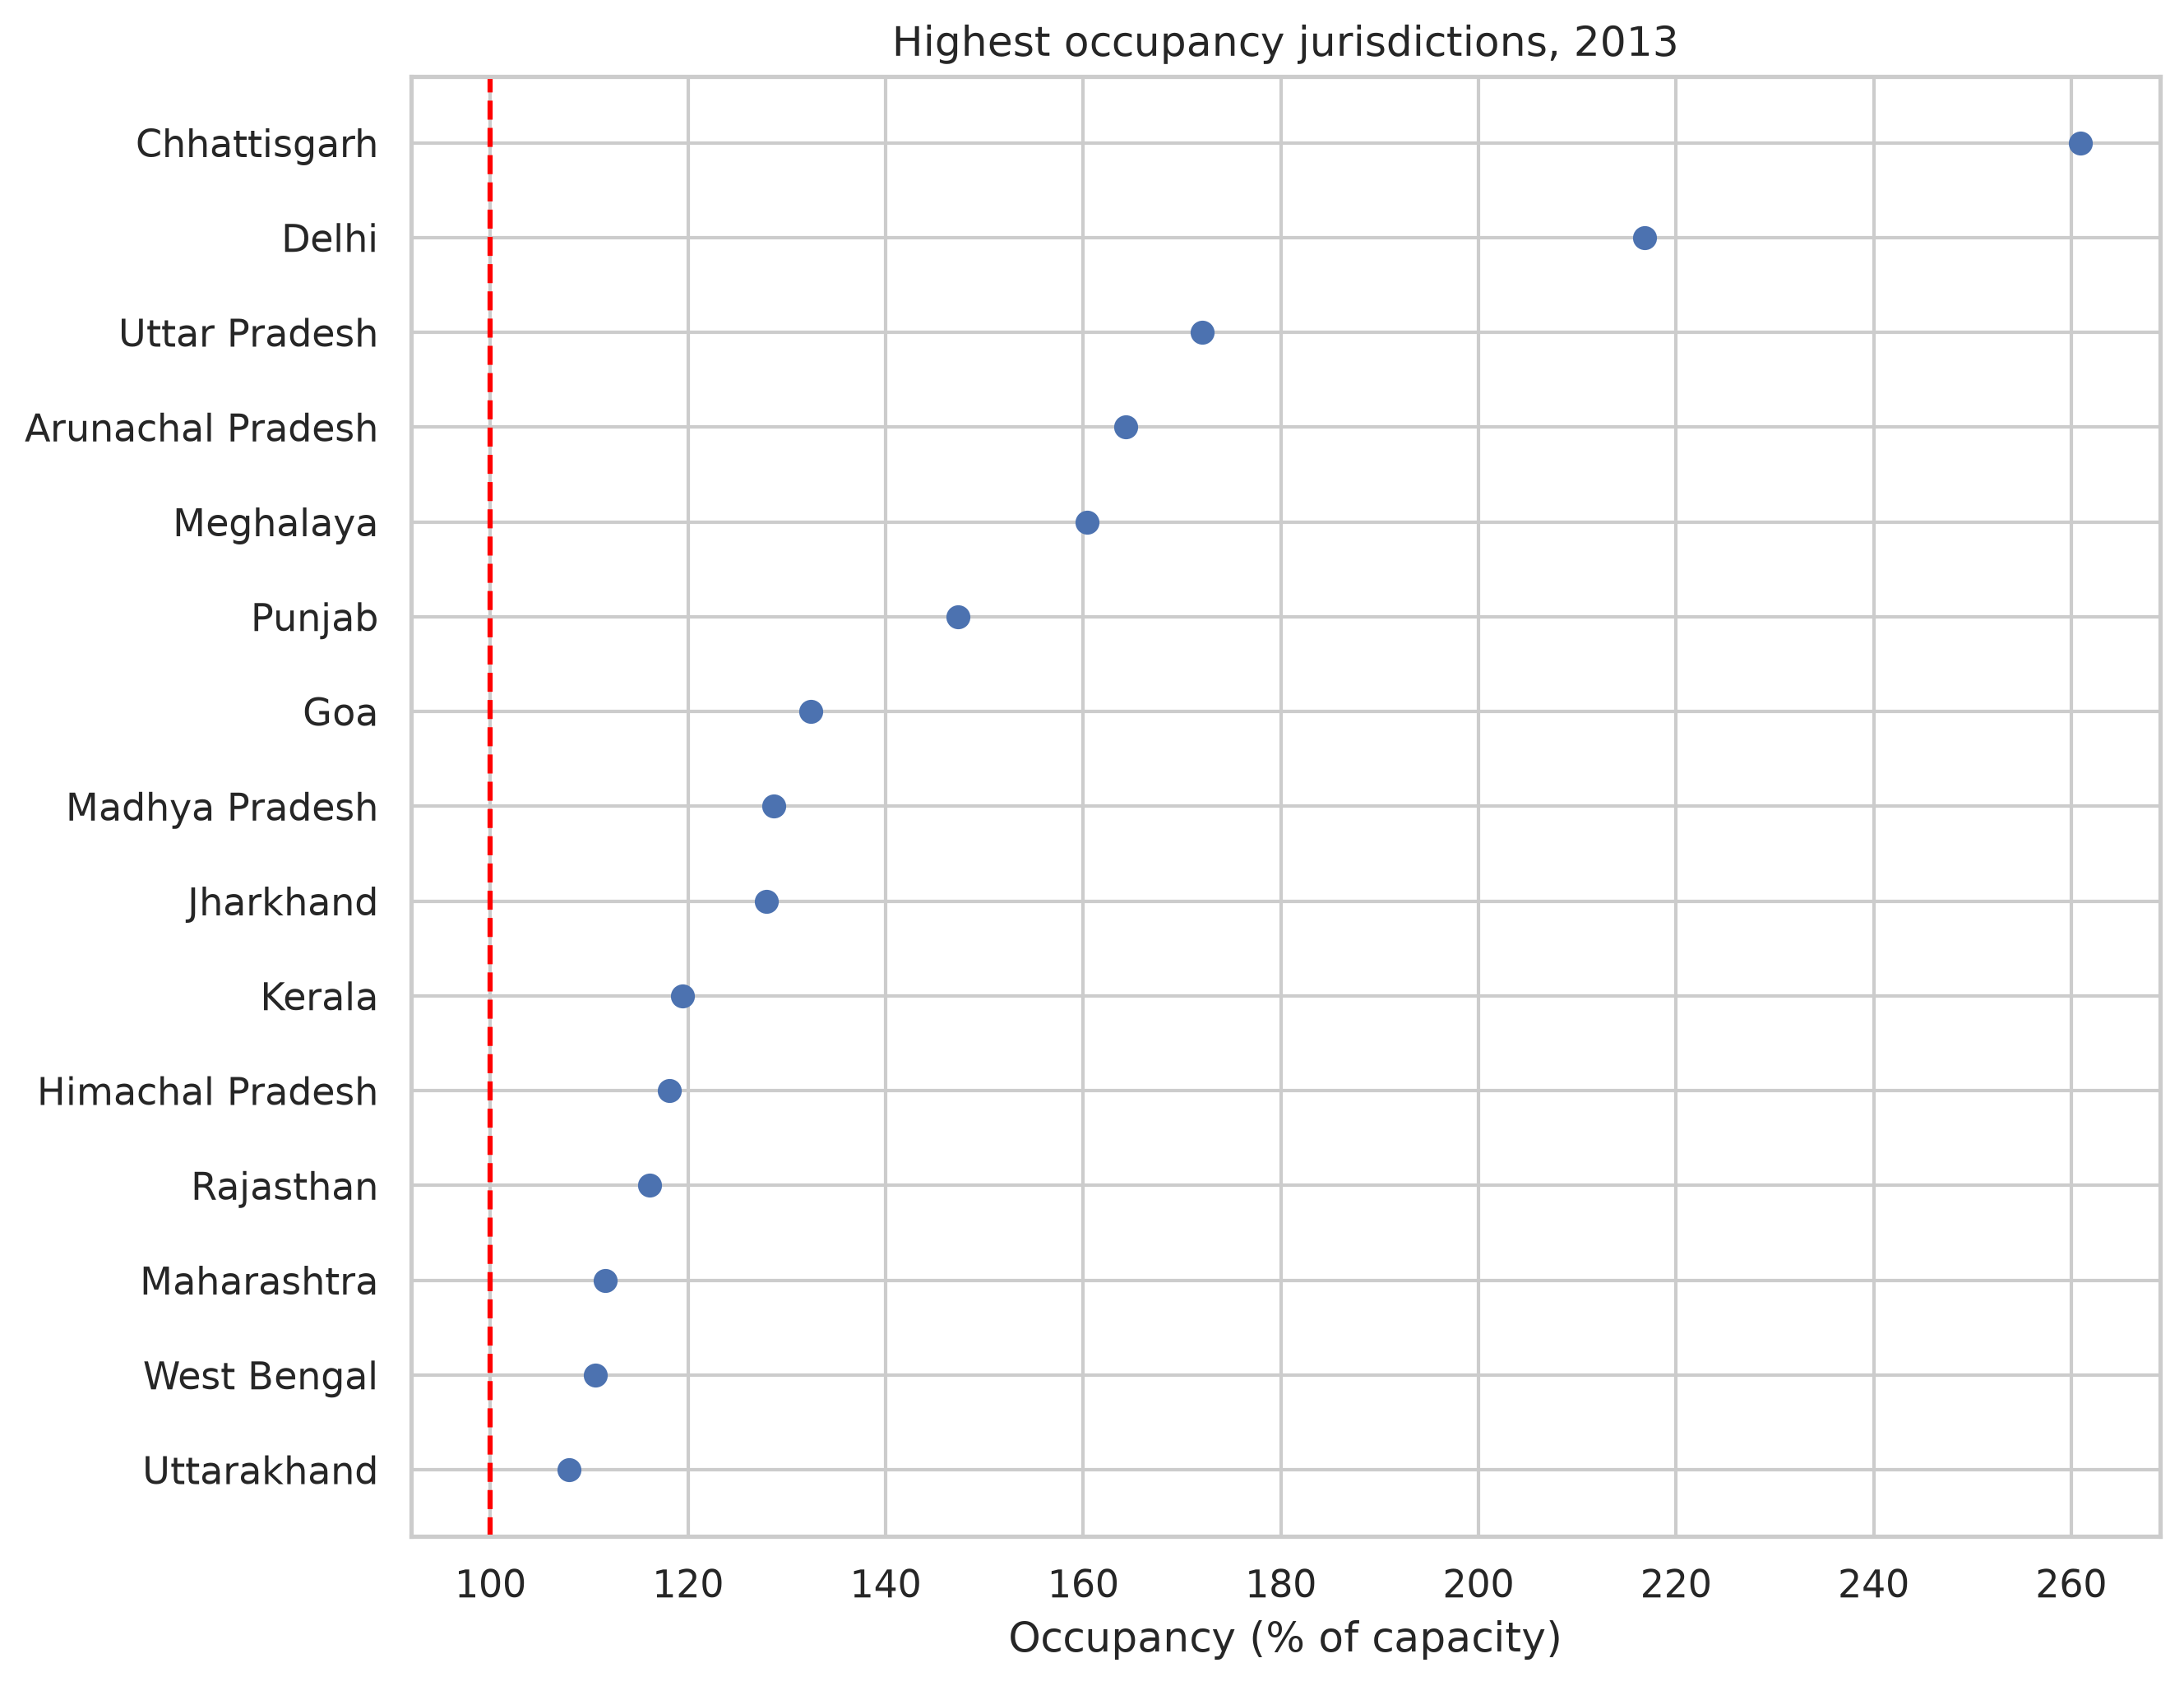 Highest occupancy jurisdictions, 2013
Chhattisgarh
Delhi
Uttar Pradesh
Arunachal Pradesh
Meghalaya
Punjab
Goa
Madhya Pradesh
Jharkhand
Kerala
Himachal Pradesh
Rajasthan
Maharashtra
West Bengal
Uttarakhand
100 120 140 160 180 200 220 240 260
Occupancy (% of capacity)